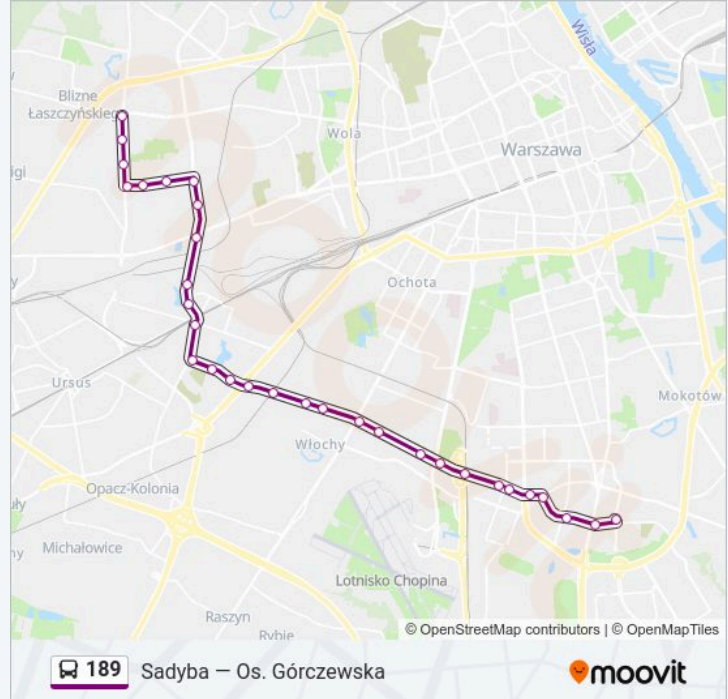 Wisła
Blizne
Łaszczyńskiego
Wola
Warszawa
Ochota
Ursus
Mokotów
Włochy
Opacz-Kolonia
Michałowice
Lotnisko Chopina
Raszyn
Rybie
© OpenStreetMap contributors | © OpenMapTiles
189 Sadyba — Os. Górczewska
moovit